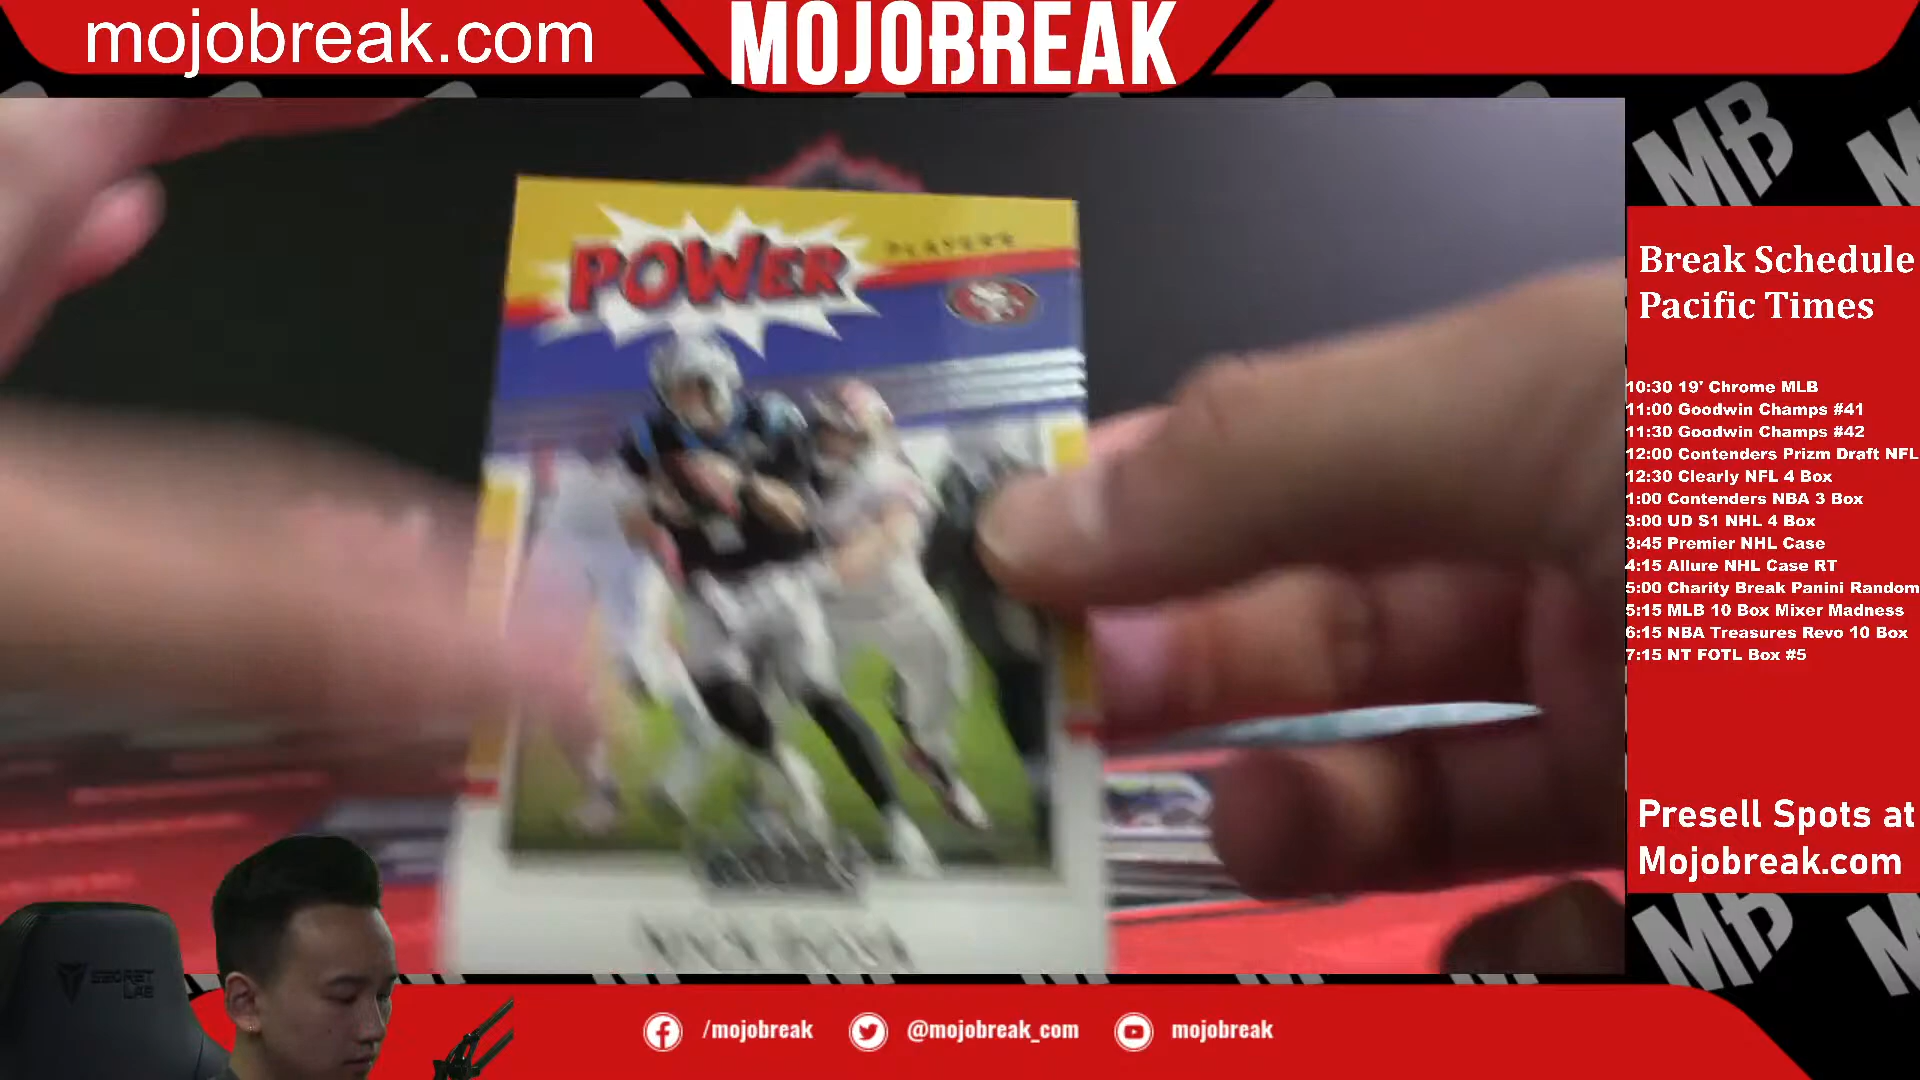 mojobreak.com
MOJOBREAK
POWER
PLAYERS
Break Schedule
Pacific Times
10:30 19' Chrome MLB
11:00 Goodwin Champs #41
11:30 Goodwin Champs #42
12:00 Contenders Prizm Draft NFL
12:30 Clearly NFL 4 Box
1:00 Contenders NBA 3 Box
3:00 UD S1 NHL 4 Box
3:45 Premier NHL Case
4:15 Allure NHL Case RT
5:00 Charity Break Panini Random
5:15 MLB 10 Box Mixer Madness
6:15 NBA Treasures Revo 10 Box
7:15 NT FOTL Box #5
Presell Spots at
Mojobreak.com
MB
MB
SECRET
LAB
/mojobreak
@mojobreak_com
mojobreak